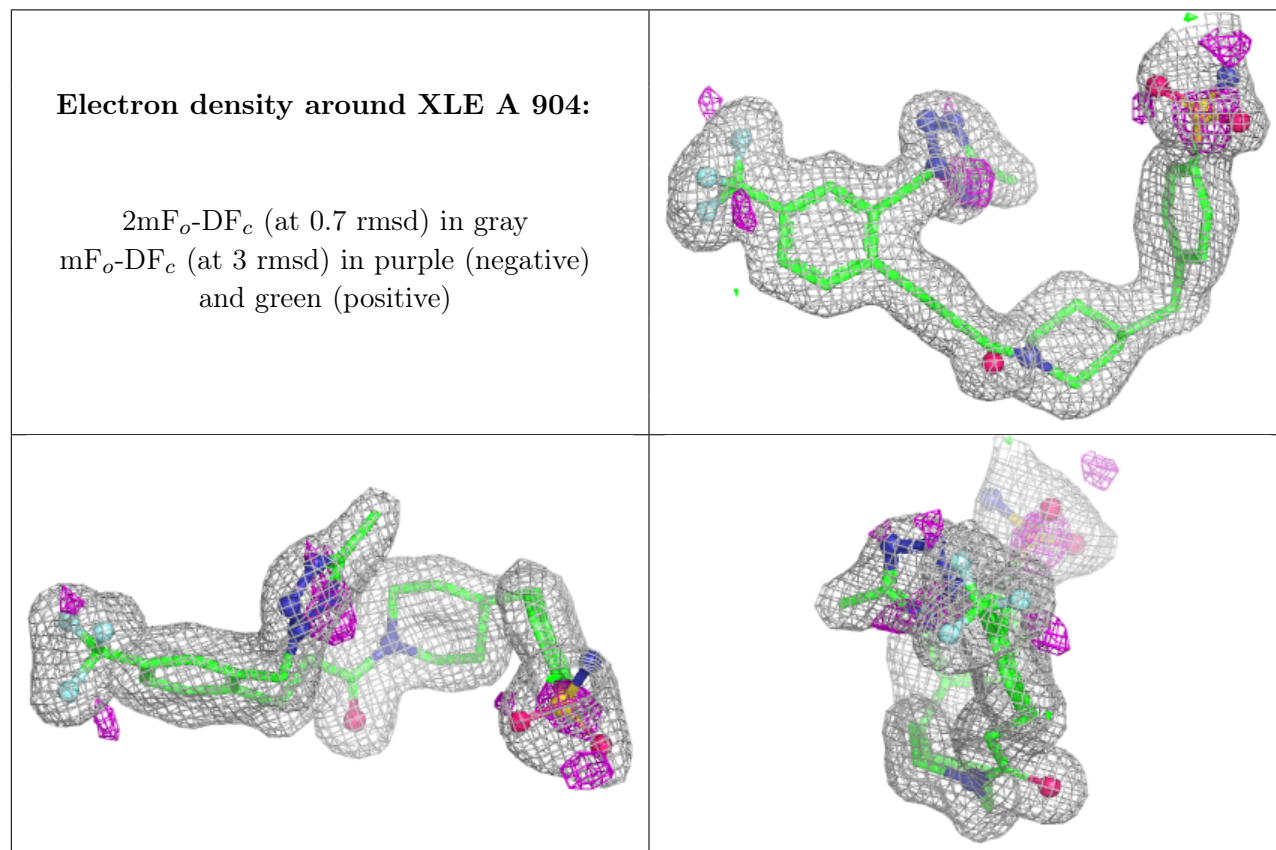 Electron density around XLE A 904:
2mFo-DFc (at 0.7 rmsd) in gray
mFo-DFc (at 3 rmsd) in purple (negative)
and green (positive)